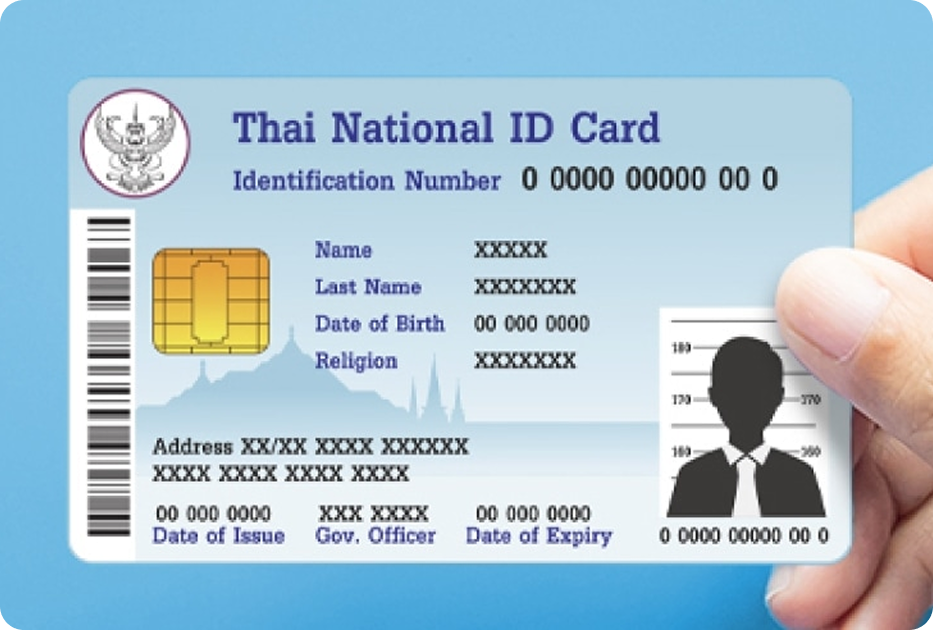 Thai National ID Card
Identification Number 0 0000 00000 00 0
Name XXXXX
Last Name XXXXXXX
Date of Birth 00 000 0000
Religion XXXXXXX
Address XX/XX XXXX XXXXXX
XXXX XXXX XXXX XXXX
00 000 0000 XXX XXXX 00 000 0000
Date of Issue Gov. Officer Date of Expiry
180
170 170
160 160
0 0000 00000 00 0